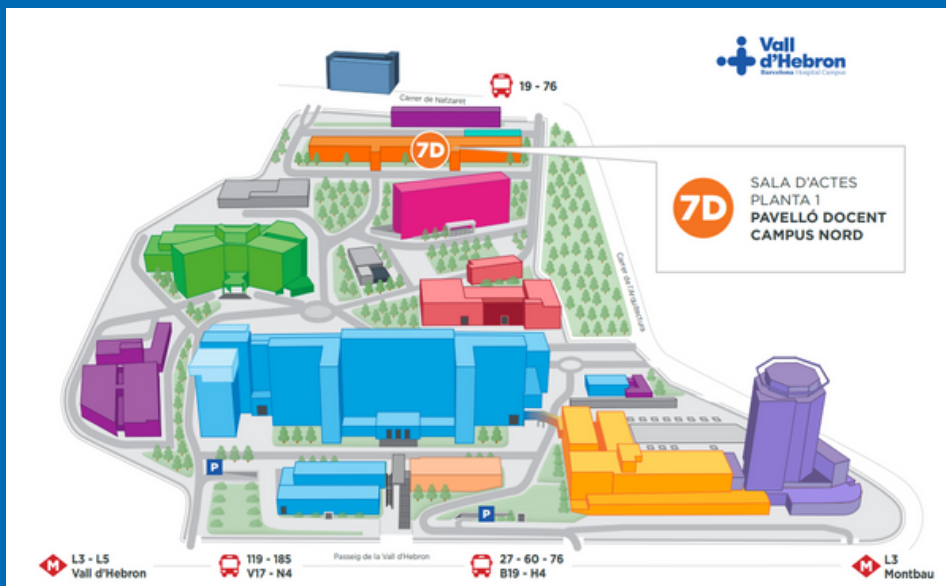 Vall
d'Hebron
Barcelona Hospital Campus
19 - 76
Carrer de Natzaret
7D
7D
SALA D'ACTES
PLANTA 1
PAVELLÓ DOCENT
CAMPUS NORD
Carrer de l'Arquitectura
P
P
M
L3 - L5
Vall d'Hebron
119 - 185
V17 - N4
Passeig de la Vall d'Hebron
27 - 60 - 76
B19 - H4
M
L3
Montbau